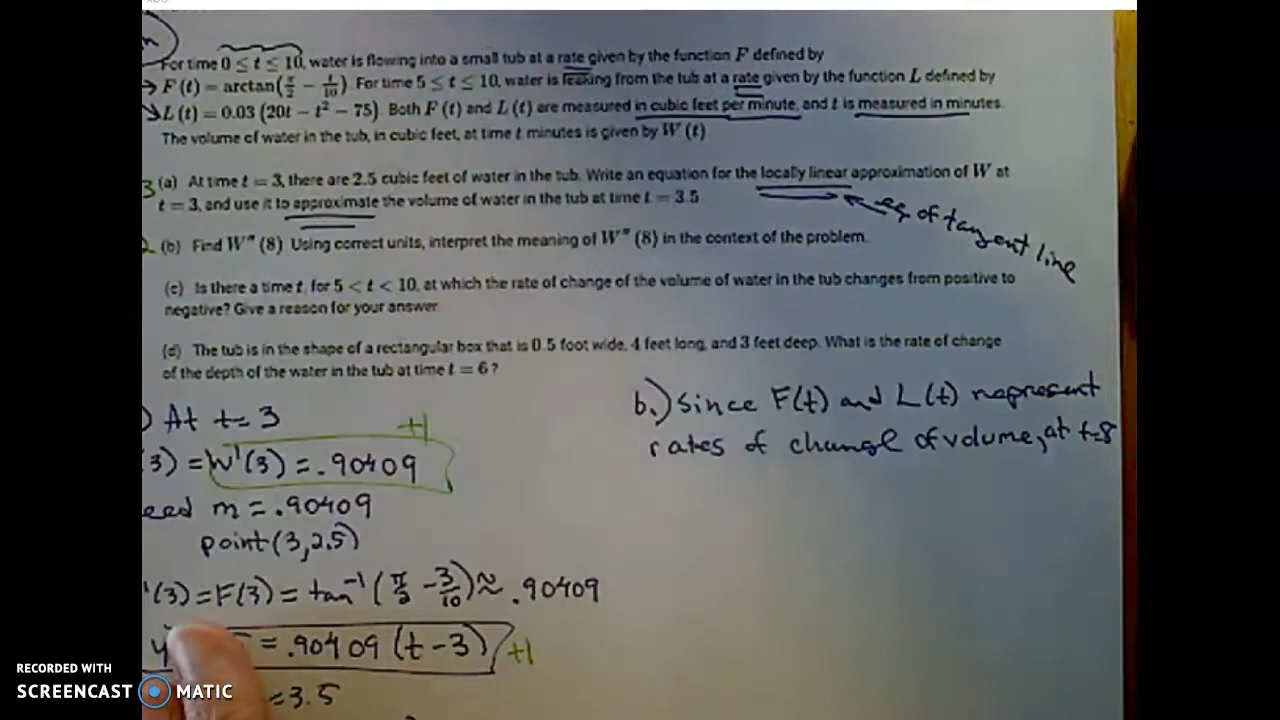 For time 0 ≤ t ≤ 10, water is flowing into a small tub at a rate given by the function F defined by
F (t) = arctan(π/2 − t/10) For time 5 ≤ t ≤ 10, water is leaking from the tub at a rate given by the function L defined by
L (t) = 0.03 (20t − t² − 75). Both F (t) and L (t) are measured in cubic feet per minute, and t is measured in minutes.
The volume of water in the tub, in cubic feet, at time t minutes is given by W (t)
3 (a) At time t = 3, there are 2.5 cubic feet of water in the tub. Write an equation for the locally linear approximation of W at
t = 3, and use it to approximate the volume of water in the tub at time t = 3.5
eq of tangent line
2 (b) Find W″ (8) Using correct units, interpret the meaning of W″ (8) in the context of the problem.
(c) Is there a time t, for 5 < t < 10, at which the rate of change of the volume of water in the tub changes from positive to
negative? Give a reason for your answer
(d) The tub is in the shape of a rectangular box that is 0.5 foot wide, 4 feet long, and 3 feet deep. What is the rate of change
of the depth of the water in the tub at time t = 6 ?
) At t = 3
+1
3) = W'(3) = .90409
eed m = .90409
point (3, 2.5)
'(3) = F(3) = tan⁻¹ (π/2 − 3/10) ≈ .90409
= .90409 (t − 3) +1
= 3.5
b.) Since F(t) and L(t) represent
rates of change of volume, at t=8
RECORDED WITH
SCREENCAST MATIC